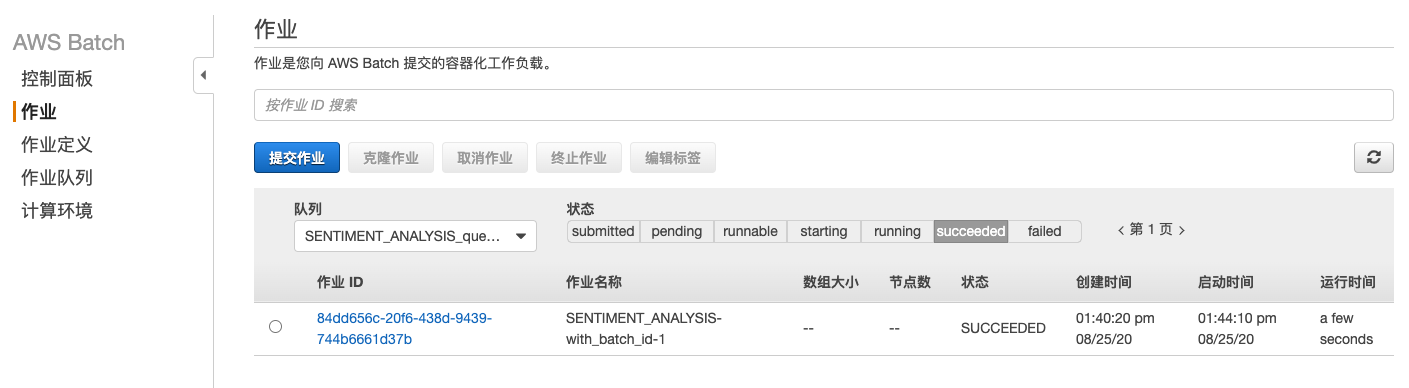 AWS Batch
控制面板
作业
作业定义
作业队列
计算环境
作业
作业是您向 AWS Batch 提交的容器化工作负载。
按作业 ID 搜索
提交作业 克隆作业 取消作业 终止作业 编辑标签
队列 状态
SENTIMENT_ANALYSIS_que... submitted pending runnable starting running succeeded failed 第 1 页
作业 ID 作业名称 数组大小 节点数 状态 创建时间 启动时间 运行时间
84dd656c-20f6-438d-9439- SENTIMENT_ANALYSIS- -- -- SUCCEEDED 01:40:20 pm 01:44:10 pm a few
744b6661d37b with_batch_id-1 08/25/20 08/25/20 seconds